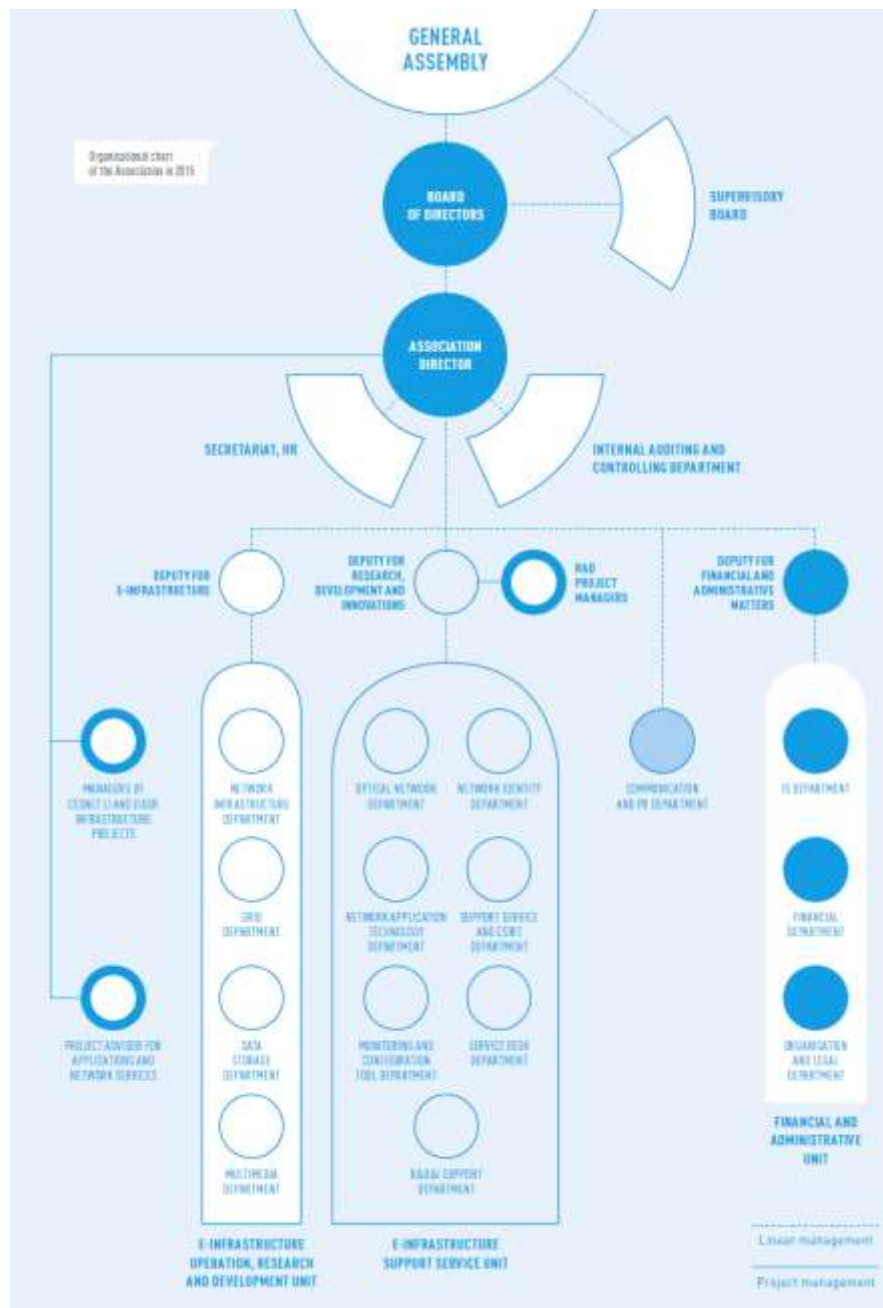 GENERAL
ASSEMBLY
Organisational chart
of the Association in 2015
BOARD
OF DIRECTORS
SUPERVISORY
BOARD
ASSOCIATION
DIRECTOR
SECRETARIAT, HR
INTERNAL AUDITING AND
CONTROLLING DEPARTMENT
DEPUTY FOR
E-INFRASTRUCTURE
DEPUTY FOR
RESEARCH,
DEVELOPMENT AND
INNOVATIONS
R&D
PROJECT
MANAGERS
DEPUTY FOR
FINANCIAL AND
ADMINISTRATIVE
MATTERS
MANAGERS OF
CESNET LI AND
INFRASTRUCTURE
PROJECTS
NETWORK
INFRASTRUCTURE
DEPARTMENT
OPTICAL NETWORK
DEPARTMENT
NETWORK IDENTITY
DEPARTMENT
COMMUNICATION
AND PR DEPARTMENT
IS DEPARTMENT
GRID
DEPARTMENT
NETWORK APPLICATION
TECHNOLOGY
DEPARTMENT
SUPPORT SERVICE
AND CSIRT
DEPARTMENT
FINANCIAL
DEPARTMENT
PROJECT ADVISOR FOR
APPLICATIONS AND
NETWORK SERVICES
DATA
STORAGE
DEPARTMENT
MONITORING AND
CONFIGURATION
TOOL DEPARTMENT
SERVICE DESK
DEPARTMENT
ORGANISATION
AND LEGAL
DEPARTMENT
MULTIMEDIA
DEPARTMENT
SUPPORT
DEPARTMENT
FINANCIAL AND
ADMINISTRATIVE
UNIT
E-INFRASTRUCTURE
OPERATION, RESEARCH
AND DEVELOPMENT UNIT
E-INFRASTRUCTURE
SUPPORT SERVICE UNIT
Linear management
Project management